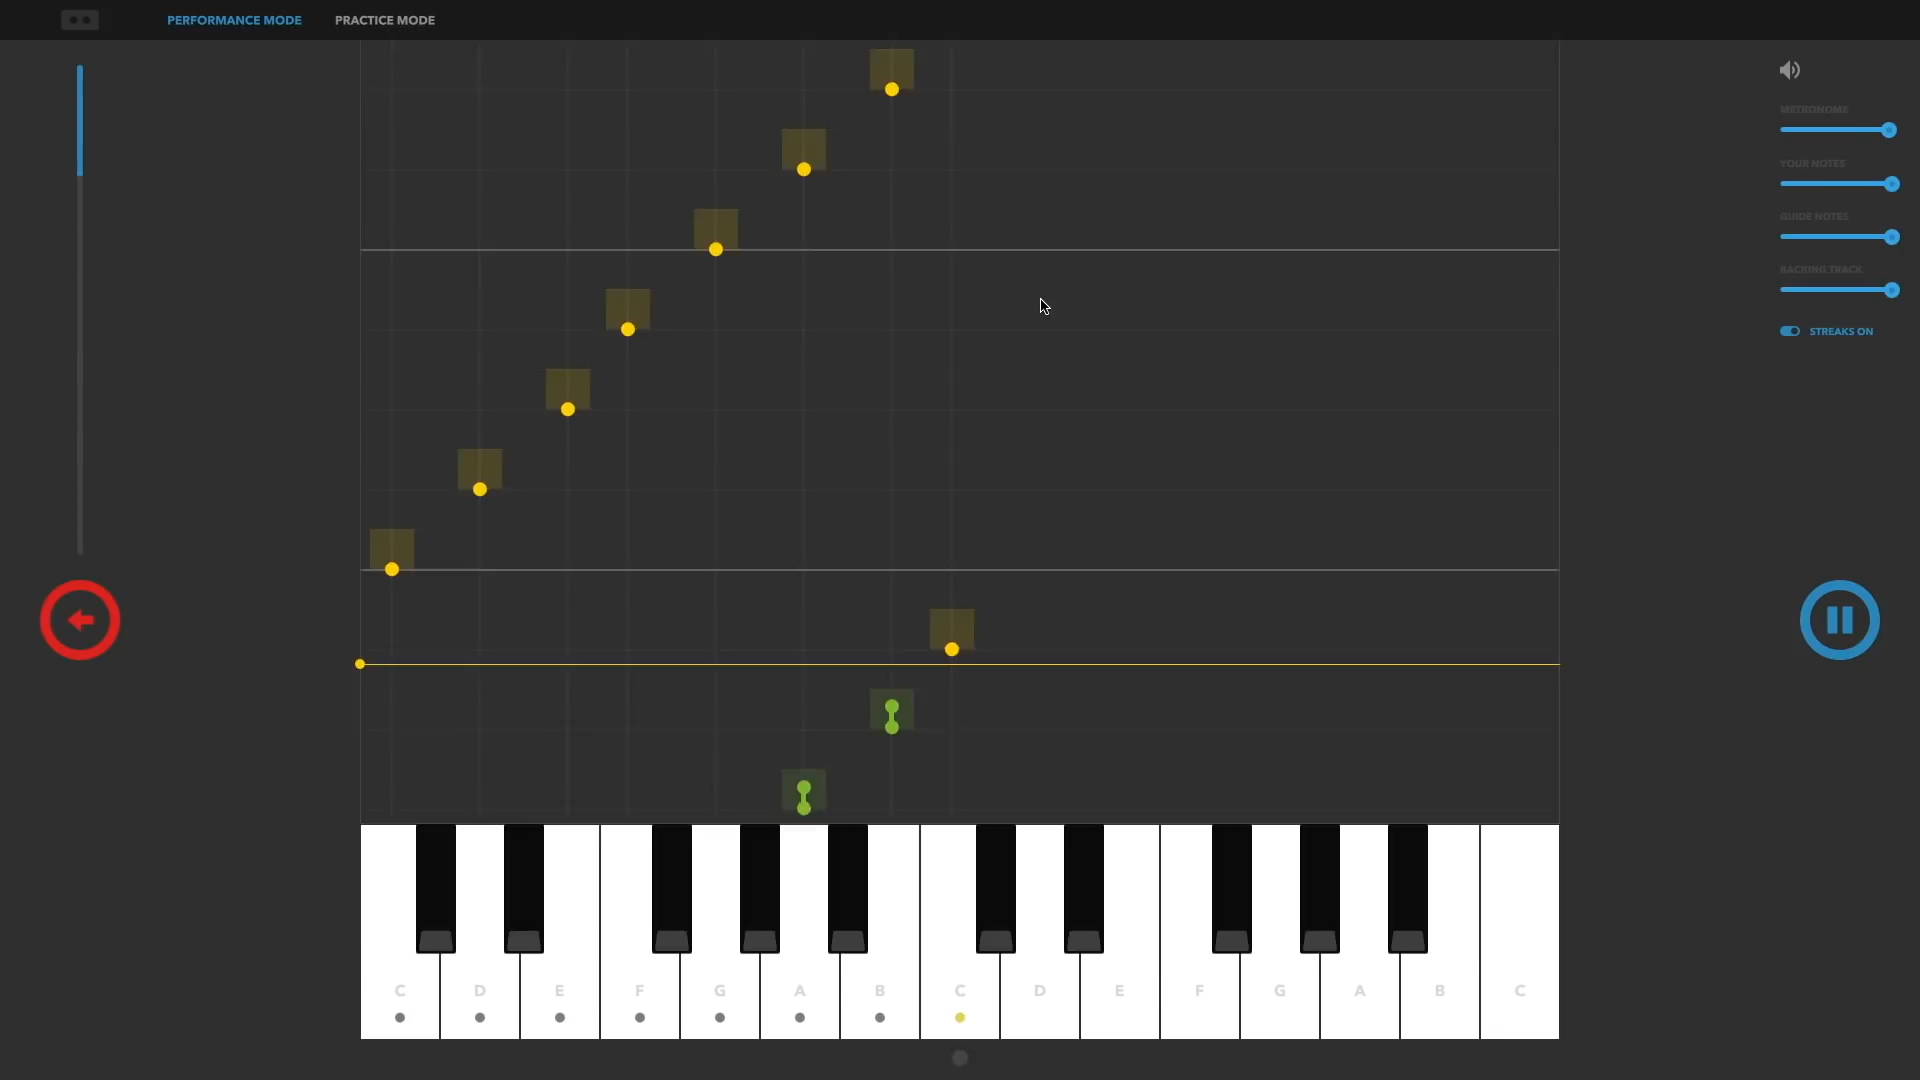 PERFORMANCE MODE PRACTICE MODE
METRONOME
YOUR NOTES
GUIDE NOTES
BACKING TRACK
STREAKS ON
C D E F G A B C D E F G A B C